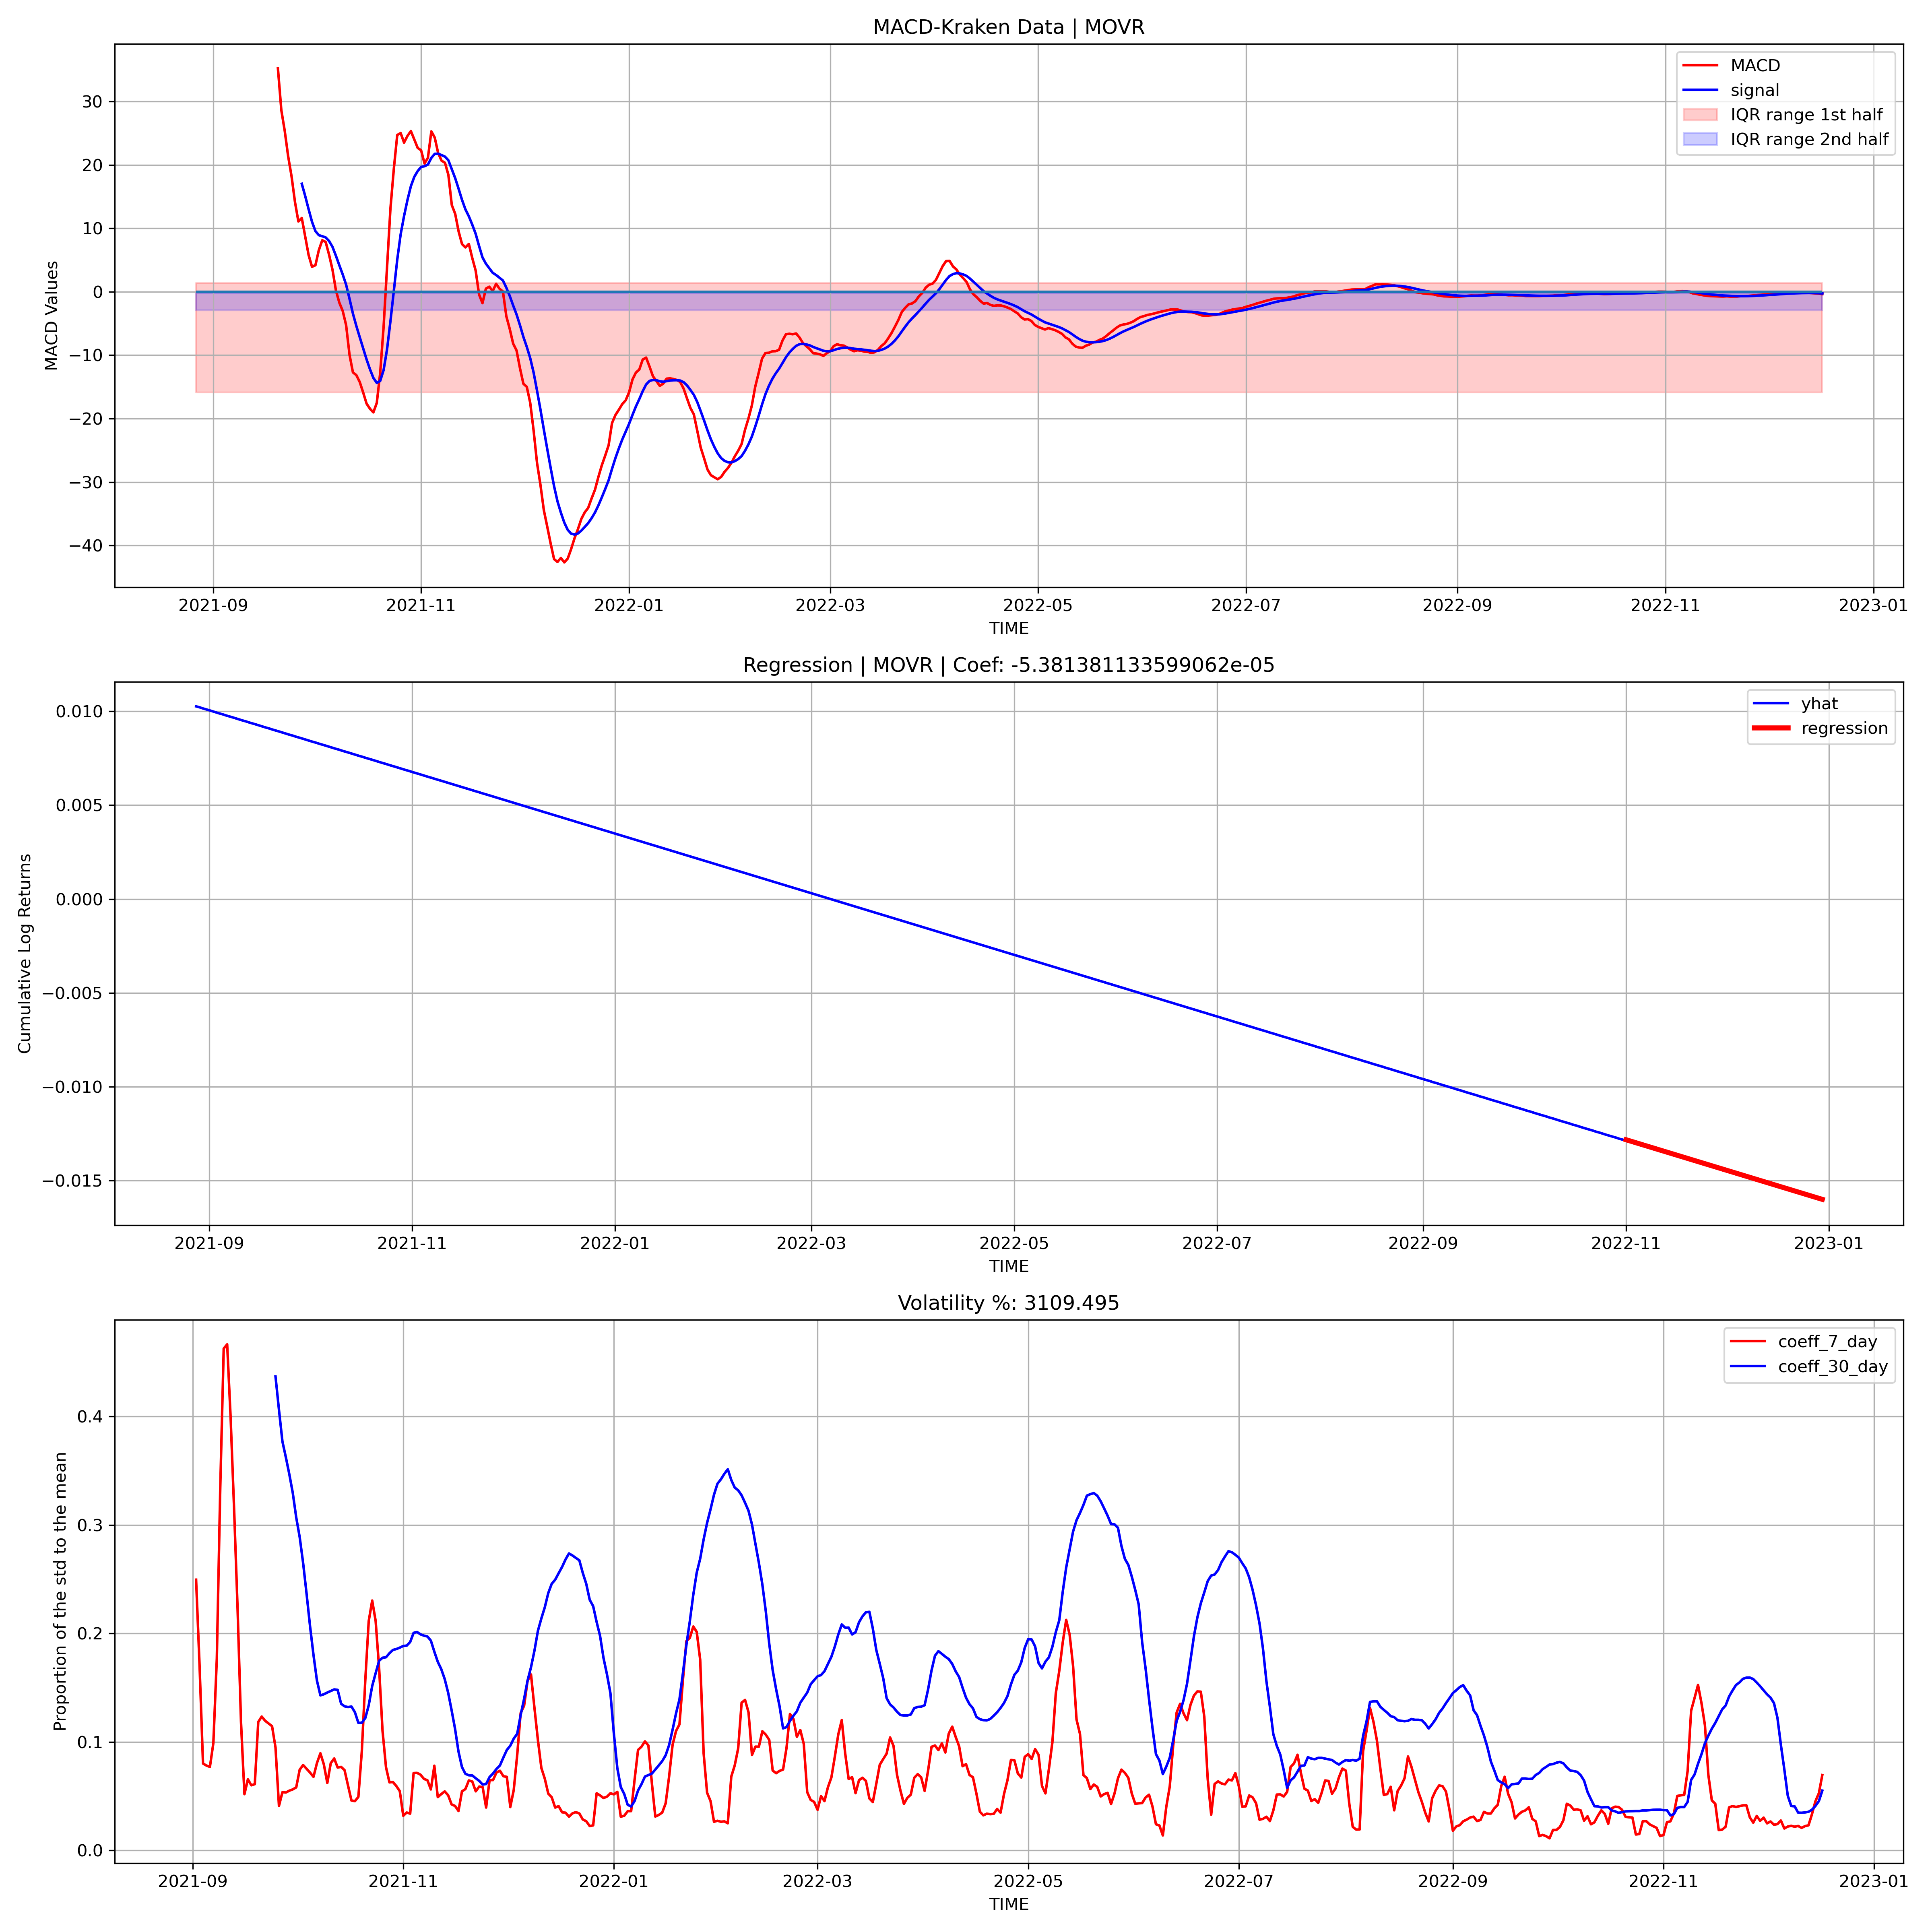 MACD-Kraken Data | MOVR
MACD Values
30
20
10
0
−10
−20
−30
−40
MACD
signal
IQR range 1st half
IQR range 2nd half
2021-09 2021-11 2022-01 2022-03 2022-05 2022-07 2022-09 2022-11 2023-01
TIME
Regression | MOVR | Coef: -5.381381133599062e-05
Cumulative Log Returns
0.010
0.005
0.000
−0.005
−0.010
−0.015
yhat
regression
2021-09 2021-11 2022-01 2022-03 2022-05 2022-07 2022-09 2022-11 2023-01
TIME
Volatility %: 3109.495
Proportion of the std to the mean
0.4
0.3
0.2
0.1
0.0
coeff_7_day
coeff_30_day
2021-09 2021-11 2022-01 2022-03 2022-05 2022-07 2022-09 2022-11 2023-01
TIME